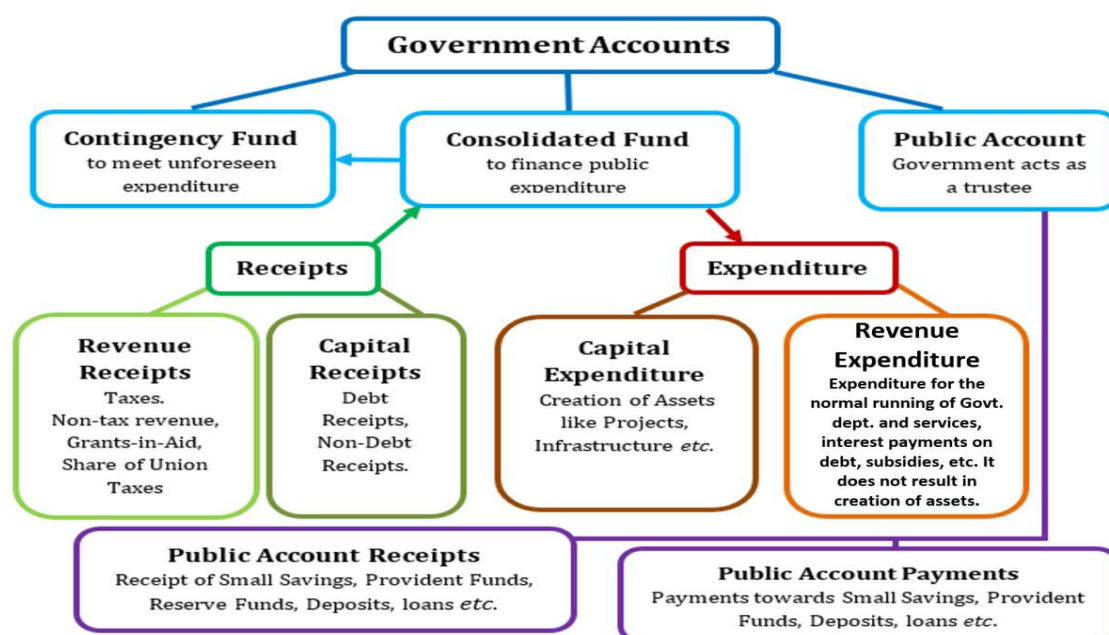 Government Accounts
Contingency Fund
to meet unforeseen
expenditure
Consolidated Fund
to finance public
expenditure
Public Account
Government acts as
a trustee
Receipts
Expenditure
Revenue
Receipts
Taxes.
Non-tax revenue,
Grants-in-Aid,
Share of Union
Taxes
Capital
Receipts
Debt
Receipts,
Non-Debt
Receipts.
Capital
Expenditure
Creation of Assets
like Projects,
Infrastructure etc.
Revenue
Expenditure
Expenditure for the
normal running of Govt.
dept. and services,
interest payments on
debt, subsidies, etc. It
does not result in
creation of assets.
Public Account Receipts
Receipt of Small Savings, Provident Funds,
Reserve Funds, Deposits, loans etc.
Public Account Payments
Payments towards Small Savings, Provident
Funds, Deposits, loans etc.